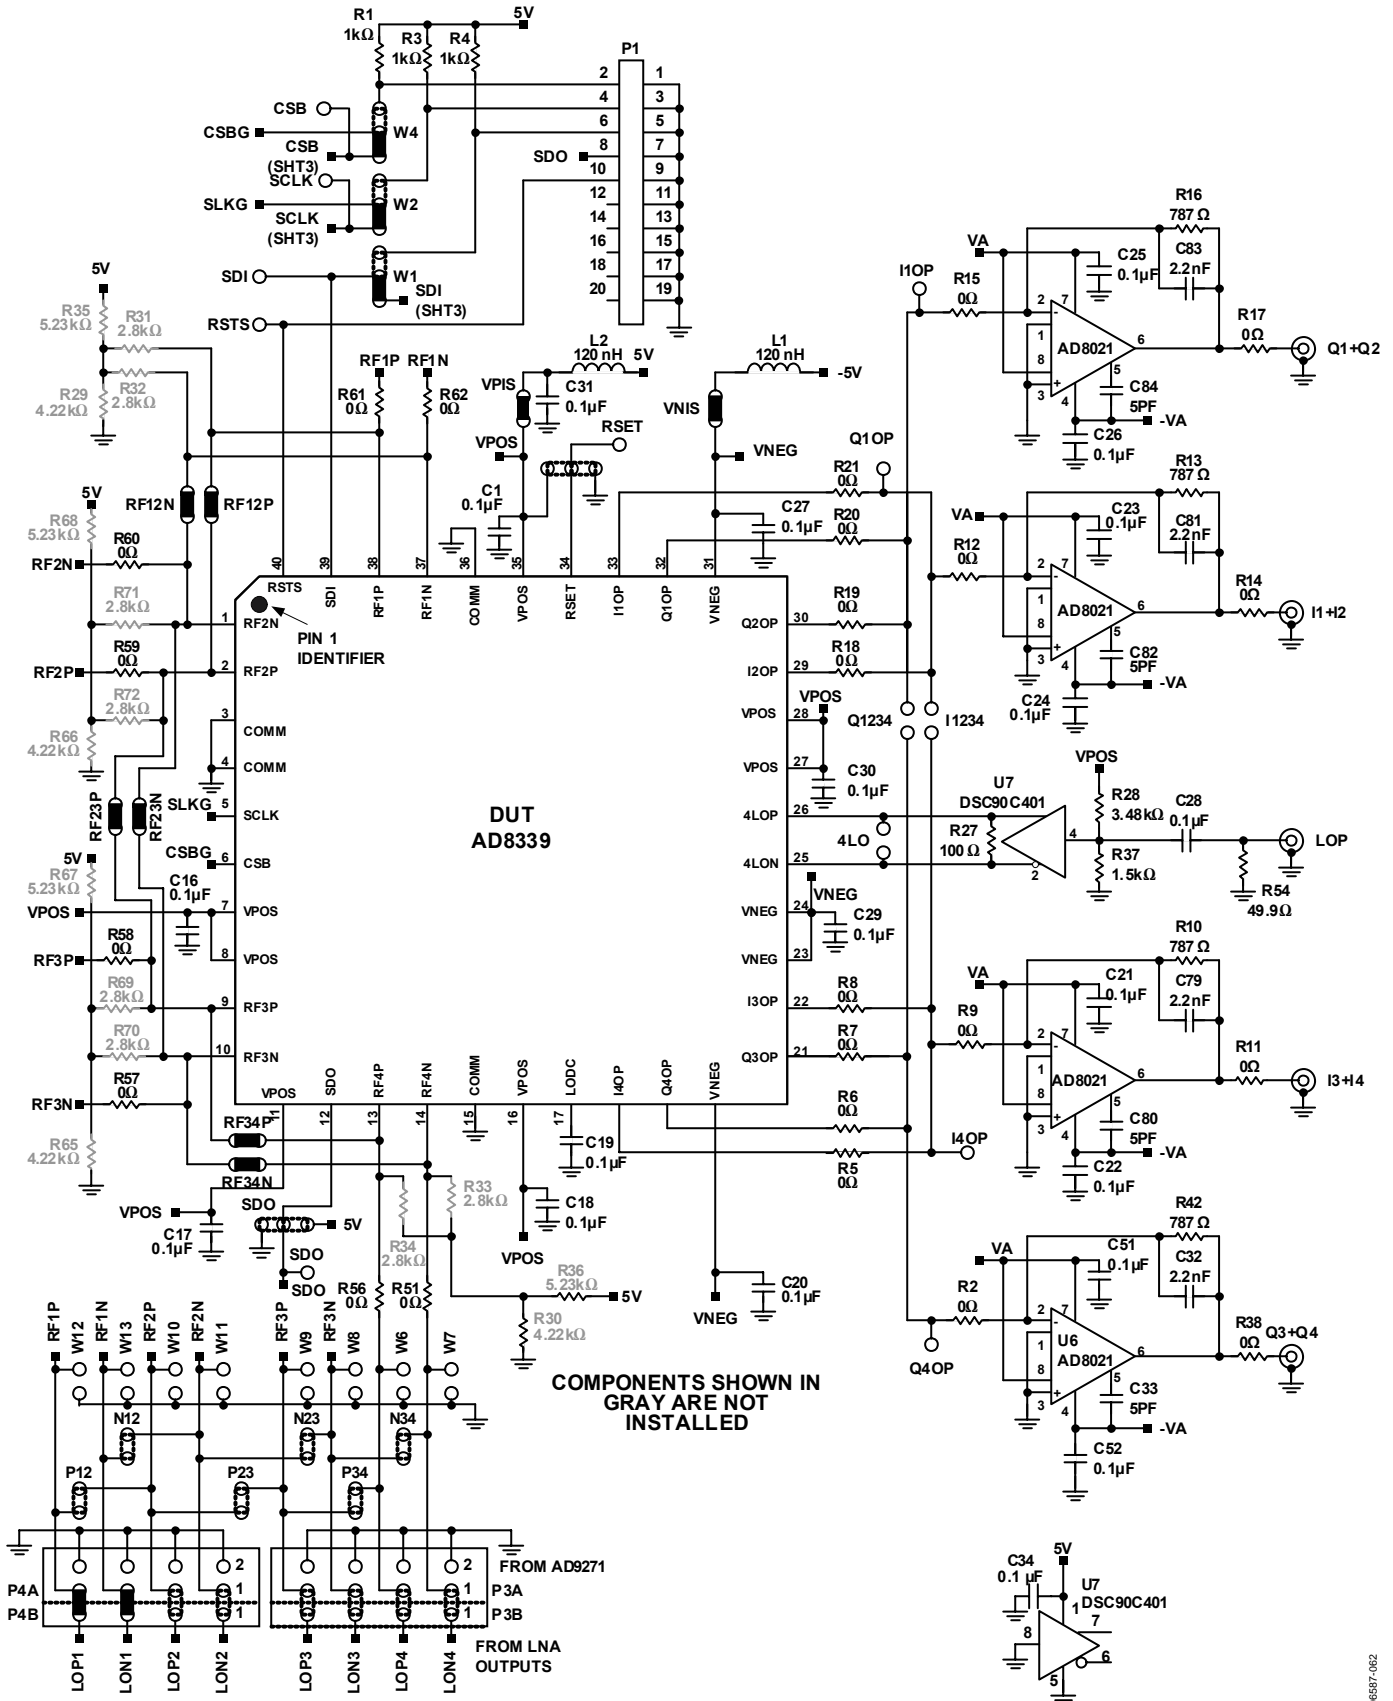 R1
1kΩ
R3
1kΩ
R4
1kΩ
5V
P1
2 1
4 3
6 5
8 7
10 9
12 11
14 13
16 15
18 17
20 19
CSB
CSBG
W4
CSB
(SHT3)
SCLK
SLKG
W2
SCLK
(SHT3)
SDO
SDI
W1
SDI
(SHT3)
RSTS
5V
R35
5.23kΩ
R31
2.8kΩ
R29
4.22kΩ
R32
2.8kΩ
RF1P
RF1N
R61
0Ω
R62
0Ω
VPIS
C31
0.1µF
L2
120 nH
5V
L1
120 nH
-5V
VNIS
RSET
VPOS
VNEG
C1
0.1µF
C27
0.1µF
Q1OP
R21
0Ω
R20
0Ω
R19
0Ω
R18
0Ω
I1OP
R15
0Ω
VA
C25
0.1µF
R16
787 Ω
C83
2.2nF
2
7
-
1
8
AD8021
6
+
3
4
5
C84
5PF
-VA
C26
0.1µF
R17
0Ω
Q1+Q2
R13
787 Ω
C81
2.2nF
VA
C23
0.1µF
R12
0Ω
2
7
-
1
8
AD8021
6
+
3
4
5
C82
5PF
-VA
C24
0.1µF
R14
0Ω
I1+I2
5V
R68
5.23kΩ
RF12N
RF12P
R60
0Ω
RF2N
R71
2.8kΩ
R59
0Ω
RF2P
R72
2.8kΩ
R66
4.22kΩ
RF23P
RF23N
SLKG
CSBG
5V
R67
5.23kΩ
C16
0.1µF
VPOS
R58
0Ω
RF3P
R69
2.8kΩ
R70
2.8kΩ
R57
0Ω
RF3N
R65
4.22kΩ
40 39 38 37 36 35 34 33 32 31
RSTS
SDI
RF1P
RF1N
COMM
VPOS
RSET
I1OP
Q1OP
VNEG
PIN 1
IDENTIFIER
1 RF2N
2 RF2P
3 COMM
4 COMM
5 SCLK
6 CSB
7 VPOS
8 VPOS
9 RF3P
10 RF3N
DUT
AD8339
Q2OP 30
I2OP 29
VPOS 28
VPOS 27
4LOP 26
4LON 25
VNEG 24
VNEG 23
I3OP 22
Q3OP 21
VPOS
SDO
RF4P
RF4N
COMM
VPOS
LODC
I4OP
Q4OP
VNEG
11 12 13 14 15 16 17
VPOS
C30
0.1µF
Q1234
I1234
4LO
R27
100 Ω
U7
DSC90C401
4
2
VPOS
R28
3.48kΩ
C28
0.1µF
R37
1.5kΩ
R54
49.9Ω
LOP
VNEG
C29
0.1µF
R8
0Ω
R7
0Ω
R6
0Ω
R5
0Ω
I4OP
VA
C21
0.1µF
R9
0Ω
R10
787 Ω
C79
2.2nF
2
7
-
1
8
AD8021
6
+
3
4
5
C80
5PF
-VA
C22
0.1µF
R11
0Ω
I3+I4
VA
C51
0.1µF
R2
0Ω
Q4OP
R42
787 Ω
C32
2.2nF
2
7
-
1
U6
8
AD8021
6
+
3
4
5
C33
5PF
-VA
C52
0.1µF
R38
0Ω
Q3+Q4
RF34P
RF34N
VPOS
C17
0.1µF
SDO
5V
SDO
SDO
C19
0.1µF
R33
2.8kΩ
R34
2.8kΩ
C18
0.1µF
VPOS
R56
0Ω
R51
0Ω
R36
5.23kΩ
5V
R30
4.22kΩ
VNEG
C20
0.1µF
RF1P
W12
RF1N
W13
RF2P
W10
RF2N
W11
RF3P
W9
RF3N
W8
W6
W7
COMPONENTS SHOWN IN
GRAY ARE NOT
INSTALLED
N12
N23
N34
P12
P23
P34
2
2
FROM AD9271
P4A
1
1
P3A
P4B
1
1
P3B
FROM LNA
OUTPUTS
LOP1
LON1
LOP2
LON2
LOP3
LON3
LOP4
LON4
5V
C34
0.1 µF
U7
DSC90C401
1
7
8
6
5
6587-062